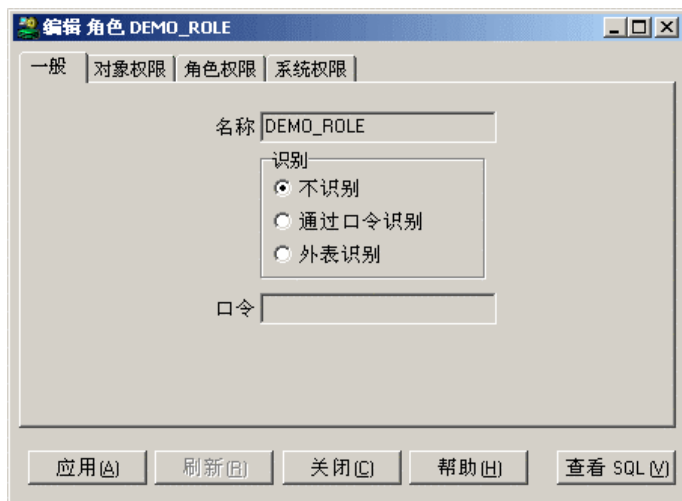 编辑 角色 DEMO_ROLE
一般 对象权限 角色权限 系统权限
名称 DEMO_ROLE
识别
不识别
通过口令识别
外表识别
口令
应用(A) 刷新(R) 关闭(C) 帮助(H) 查看 SQL (V)